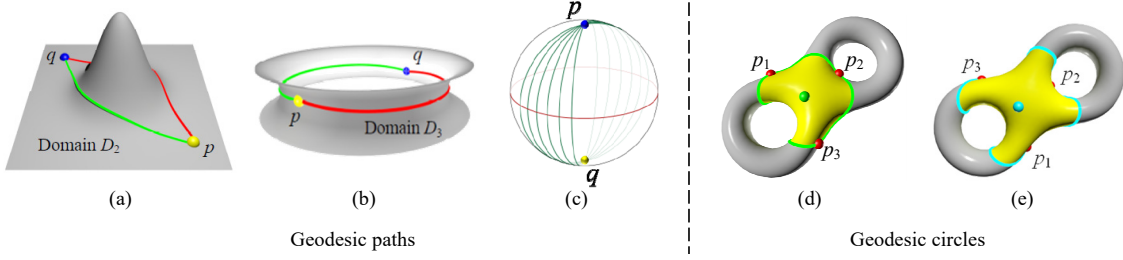 q
p
Domain D2
(a)
q
p
Domain D3
(b)
p
q
(c)
Geodesic paths
p1
p2
p3
(d)
p3
p2
p1
(e)
Geodesic circles